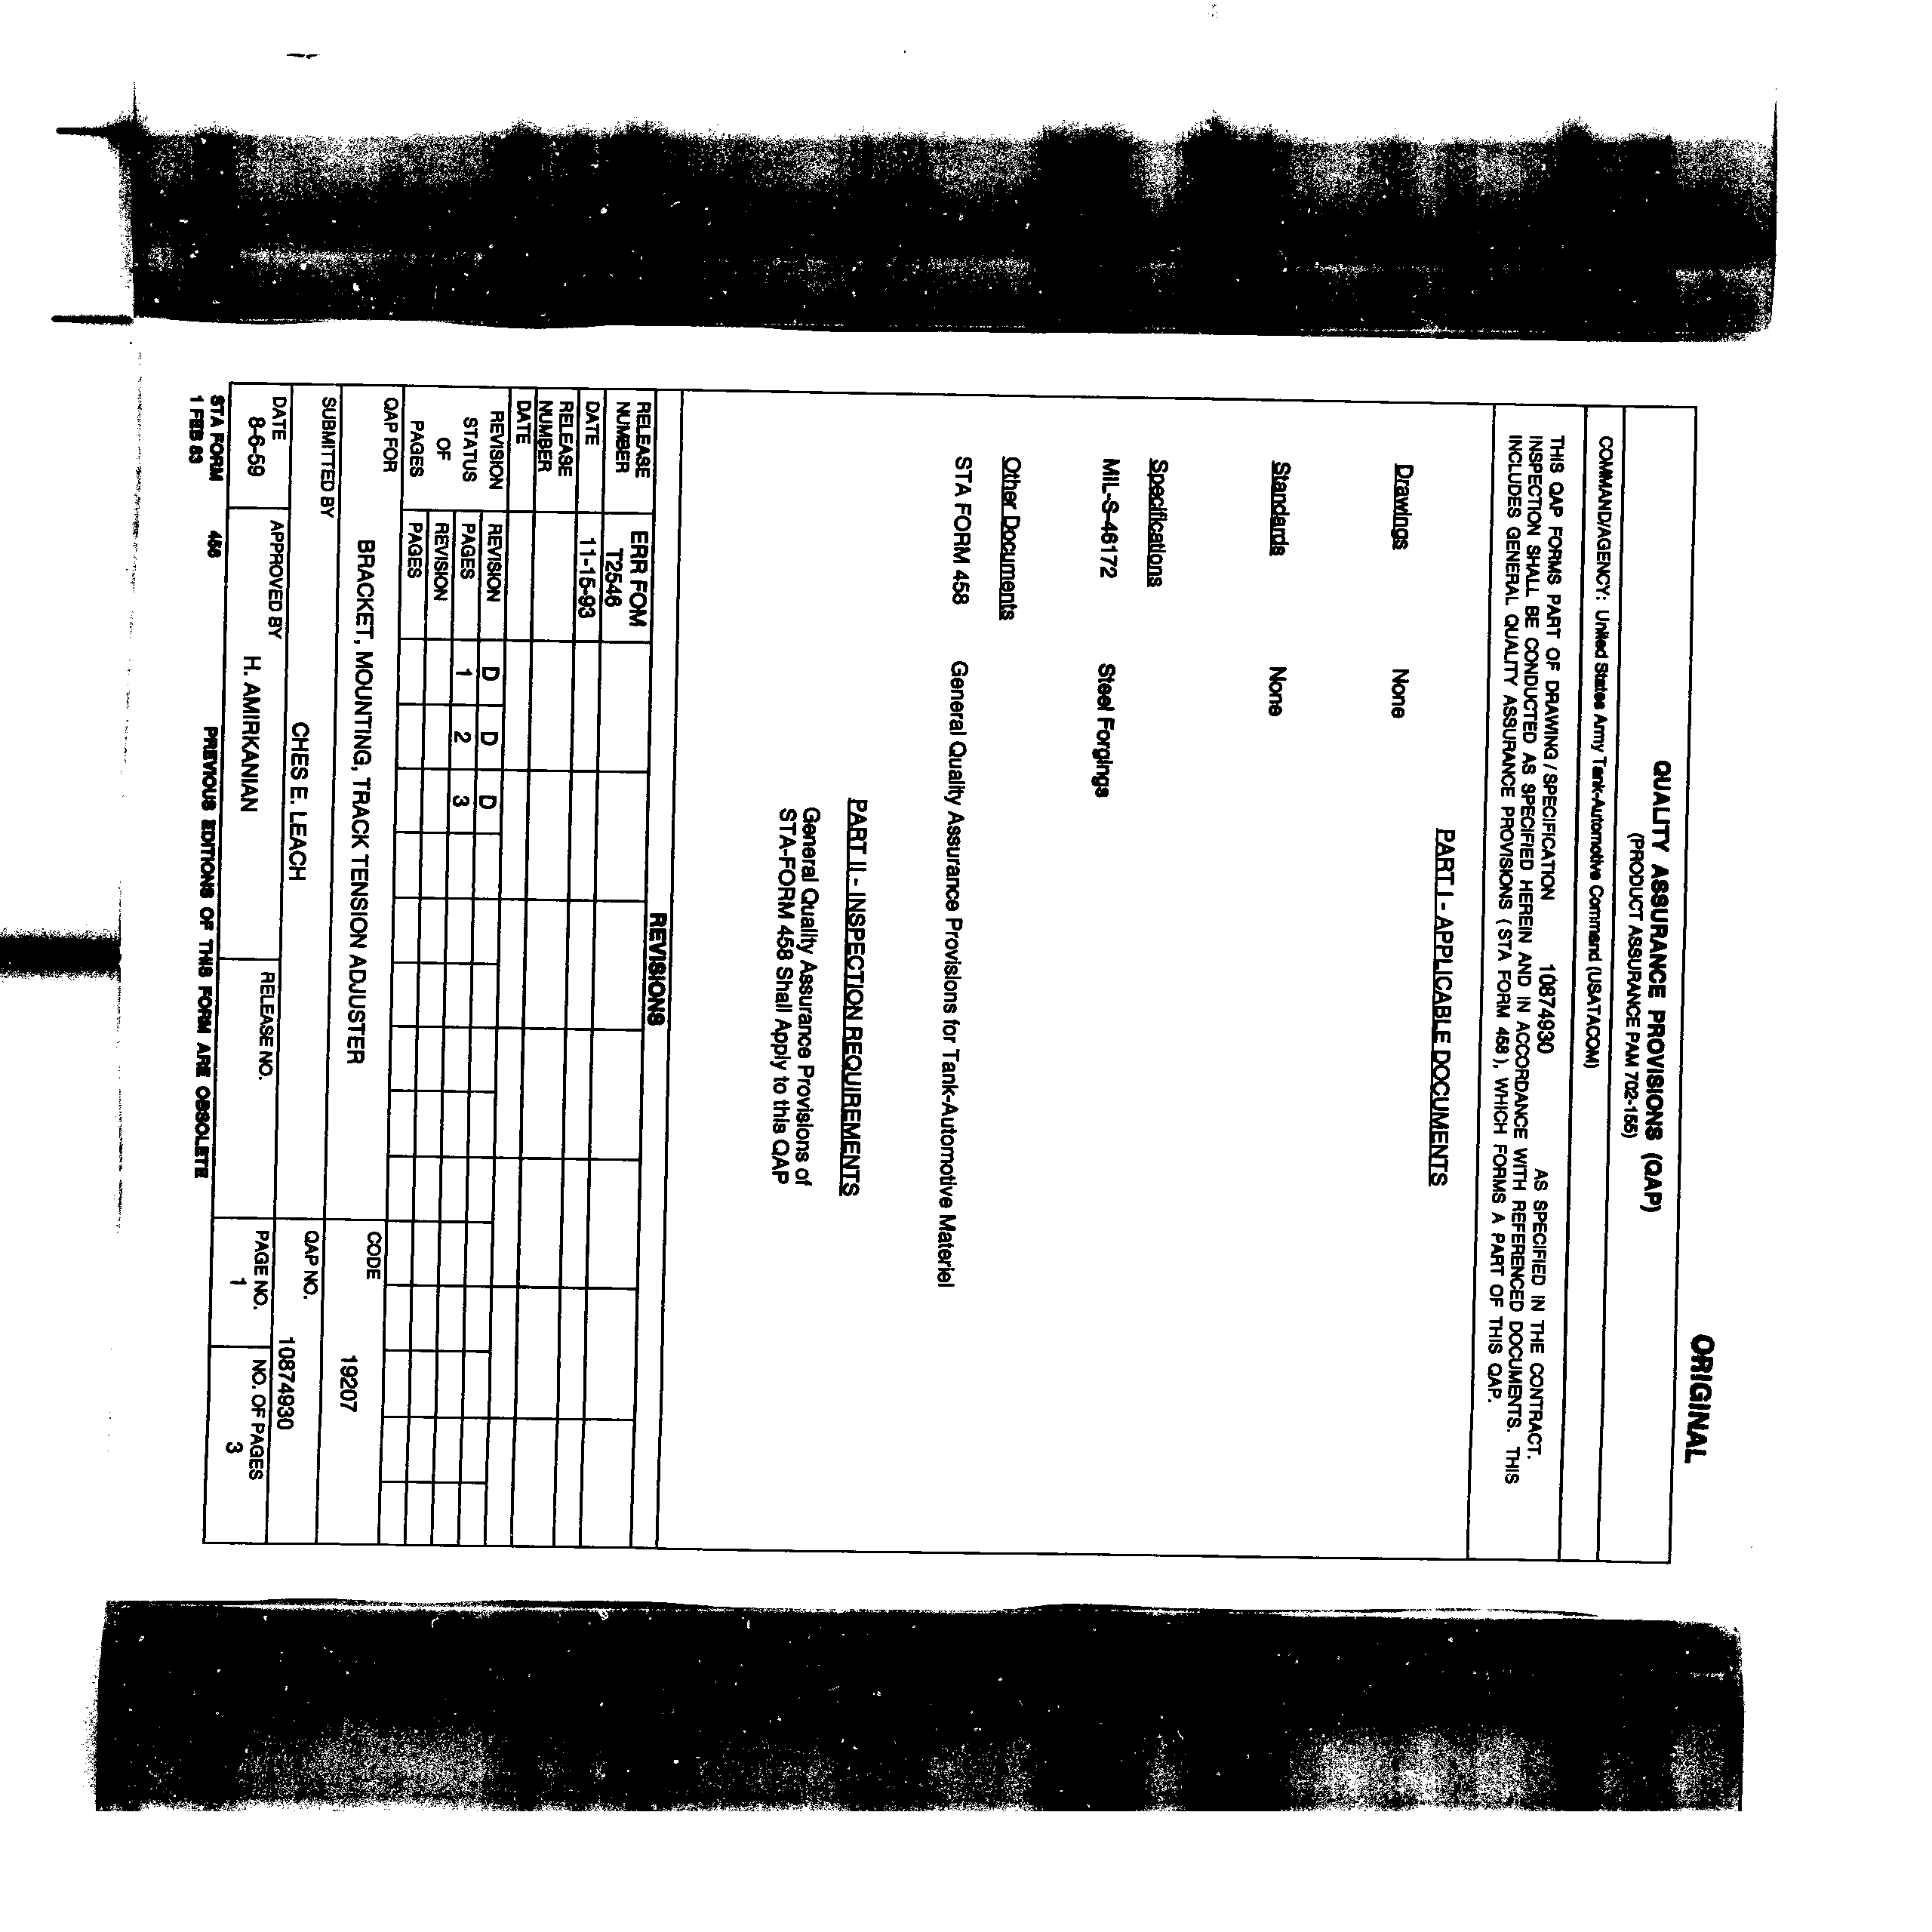 ORIGINAL
QUALITY ASSURANCE PROVISIONS (QAP)
(PRODUCT ASSURANCE PAM 702-155)
COMMAND/AGENCY: United States Army Tank-Automotive Command (USATACOM)
THIS QAP FORMS PART OF DRAWING / SPECIFICATION 10874930 AS SPECIFIED IN THE CONTRACT.
INSPECTION SHALL BE CONDUCTED AS SPECIFIED HEREIN AND IN ACCORDANCE WITH REFERENCED DOCUMENTS. THIS
INCLUDES GENERAL QUALITY ASSURANCE PROVISIONS ( STA FORM 458 ), WHICH FORMS A PART OF THIS QAP.
PART I - APPLICABLE DOCUMENTS
Drawings None
Standards None
Specifications
MIL-S-46172 Steel Forgings
Other Documents
STA FORM 458 General Quality Assurance Provisions for Tank-Automotive Materiel
PART II - INSPECTION REQUIREMENTS
General Quality Assurance Provisions of
STA-FORM 458 Shall Apply to this QAP
REVISIONS
RELEASE NUMBER ERR FOM T2546
DATE 11-15-93
RELEASE NUMBER
DATE
REVISION STATUS OF PAGES
REVISION D D D
PAGES 1 2 3
REVISION
PAGES
QAP FOR
BRACKET, MOUNTING, TRACK TENSION ADJUSTER
CODE
19207
SUBMITTED BY
CHES E. LEACH
QAP NO.
10874930
DATE
8-6-59
APPROVED BY
H. AMIRKANIAN
RELEASE NO.
PAGE NO.
1
NO. OF PAGES
3
STA FORM 458 PREVIOUS EDITIONS OF THIS FORM ARE OBSOLETE
1 FEB 83